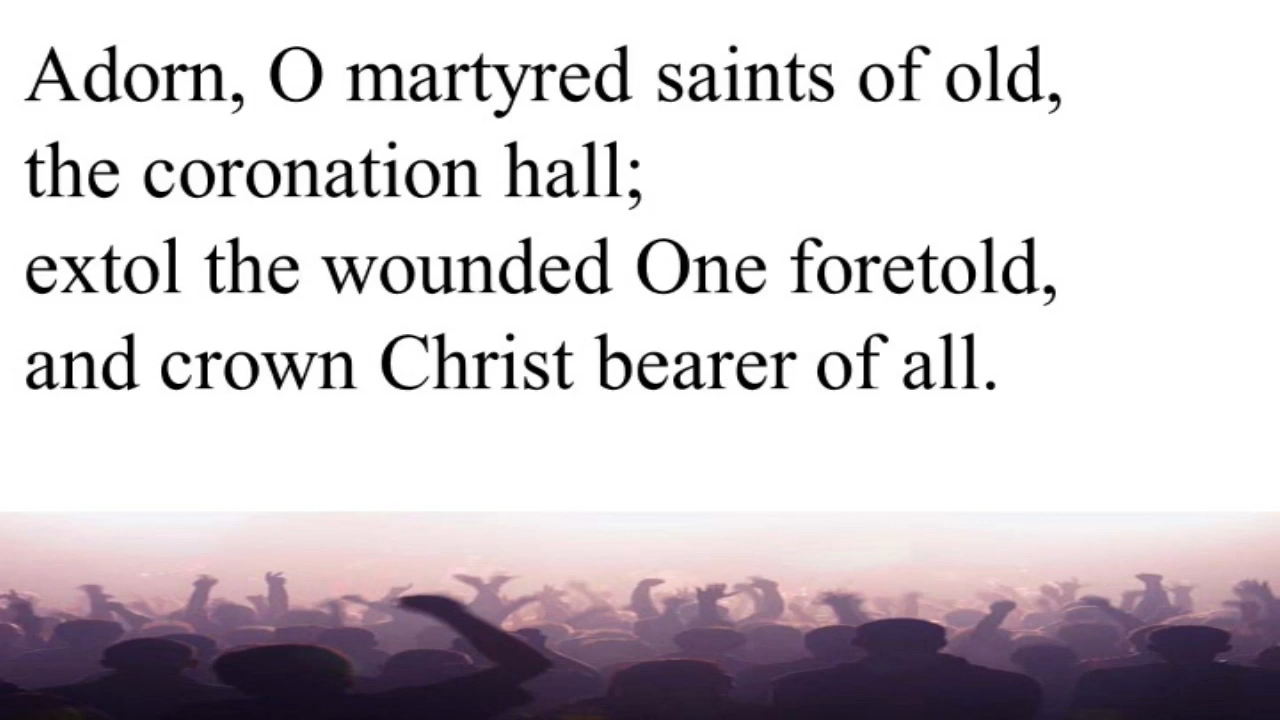 Adorn, O martyred saints of old,
the coronation hall;
extol the wounded One foretold,
and crown Christ bearer of all.